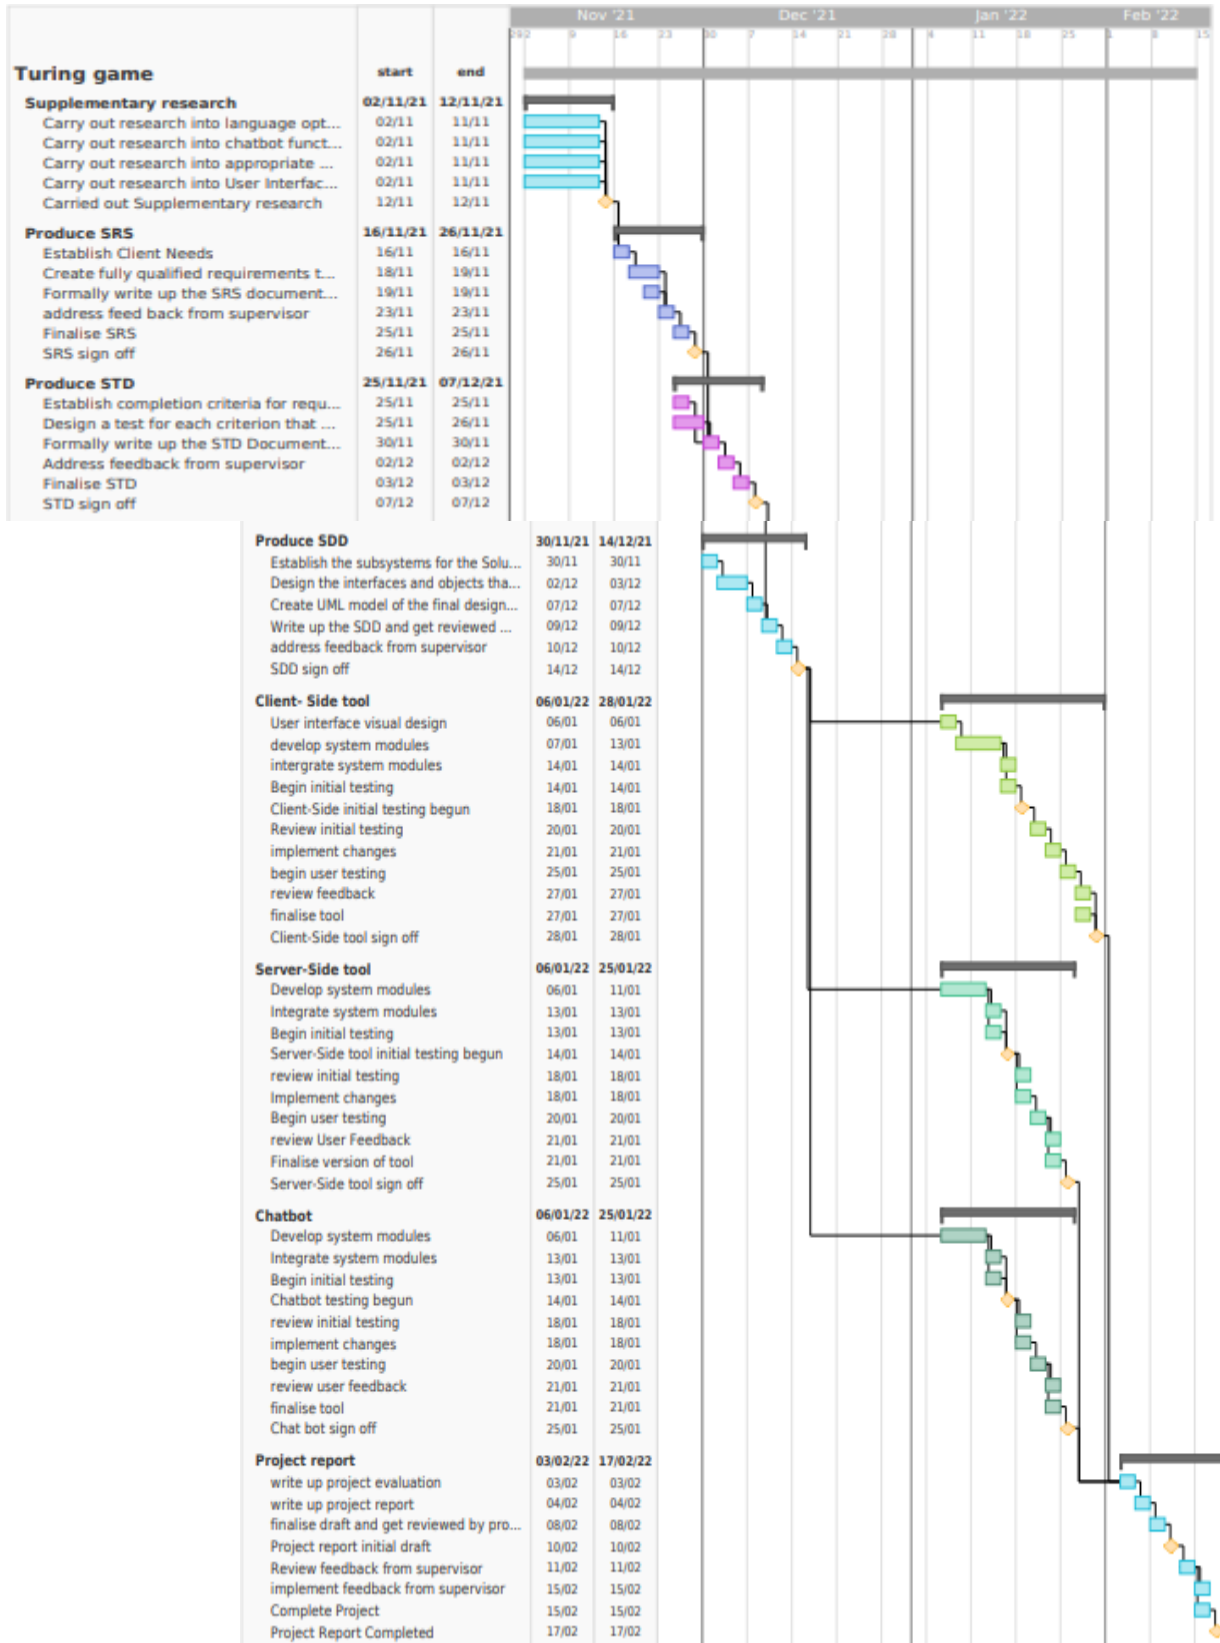 Nov '21 Dec '21 Jan '22 Feb '22
29 2 9 16 23 30 7 14 21 28 4 11 18 25 1 8 15
Turing game start end
Supplementary research 02/11/21 12/11/21
Carry out research into language opt... 02/11 11/11
Carry out research into chatbot funct... 02/11 11/11
Carry out research into appropriate ... 02/11 11/11
Carry out research into User Interfac... 02/11 11/11
Carried out Supplementary research 12/11 12/11
Produce SRS 16/11/21 26/11/21
Establish Client Needs 16/11 16/11
Create fully qualified requirements t... 18/11 19/11
Formally write up the SRS document... 19/11 19/11
address feed back from supervisor 23/11 23/11
Finalise SRS 25/11 25/11
SRS sign off 26/11 26/11
Produce STD 25/11/21 07/12/21
Establish completion criteria for requ... 25/11 25/11
Design a test for each criterion that ... 25/11 26/11
Formally write up the STD Document... 30/11 30/11
Address feedback from supervisor 02/12 02/12
Finalise STD 03/12 03/12
STD sign off 07/12 07/12
Produce SDD 30/11/21 14/12/21
Establish the subsystems for the Solu... 30/11 30/11
Design the interfaces and objects tha... 02/12 03/12
Create UML model of the final design... 07/12 07/12
Write up the SDD and get reviewed ... 09/12 09/12
address feedback from supervisor 10/12 10/12
SDD sign off 14/12 14/12
Client- Side tool 06/01/22 28/01/22
User interface visual design 06/01 06/01
develop system modules 07/01 13/01
intergrate system modules 14/01 14/01
Begin initial testing 14/01 14/01
Client-Side initial testing begun 18/01 18/01
Review initial testing 20/01 20/01
implement changes 21/01 21/01
begin user testing 25/01 25/01
review feedback 27/01 27/01
finalise tool 27/01 27/01
Client-Side tool sign off 28/01 28/01
Server-Side tool 06/01/22 25/01/22
Develop system modules 06/01 11/01
Integrate system modules 13/01 13/01
Begin initial testing 13/01 13/01
Server-Side tool initial testing begun 14/01 14/01
review initial testing 18/01 18/01
Implement changes 18/01 18/01
Begin user testing 20/01 20/01
review User Feedback 21/01 21/01
Finalise version of tool 21/01 21/01
Server-Side tool sign off 25/01 25/01
Chatbot 06/01/22 25/01/22
Develop system modules 06/01 11/01
Integrate system modules 13/01 13/01
Begin initial testing 13/01 13/01
Chatbot testing begun 14/01 14/01
review initial testing 18/01 18/01
implement changes 18/01 18/01
begin user testing 20/01 20/01
review user feedback 21/01 21/01
finalise tool 21/01 21/01
Chat bot sign off 25/01 25/01
Project report 03/02/22 17/02/22
write up project evaluation 03/02 03/02
write up project report 04/02 04/02
finalise draft and get reviewed by pro... 08/02 08/02
Project report initial draft 10/02 10/02
Review feedback from supervisor 11/02 11/02
implement feedback from supervisor 15/02 15/02
Complete Project 15/02 15/02
Project Report Completed 17/02 17/02